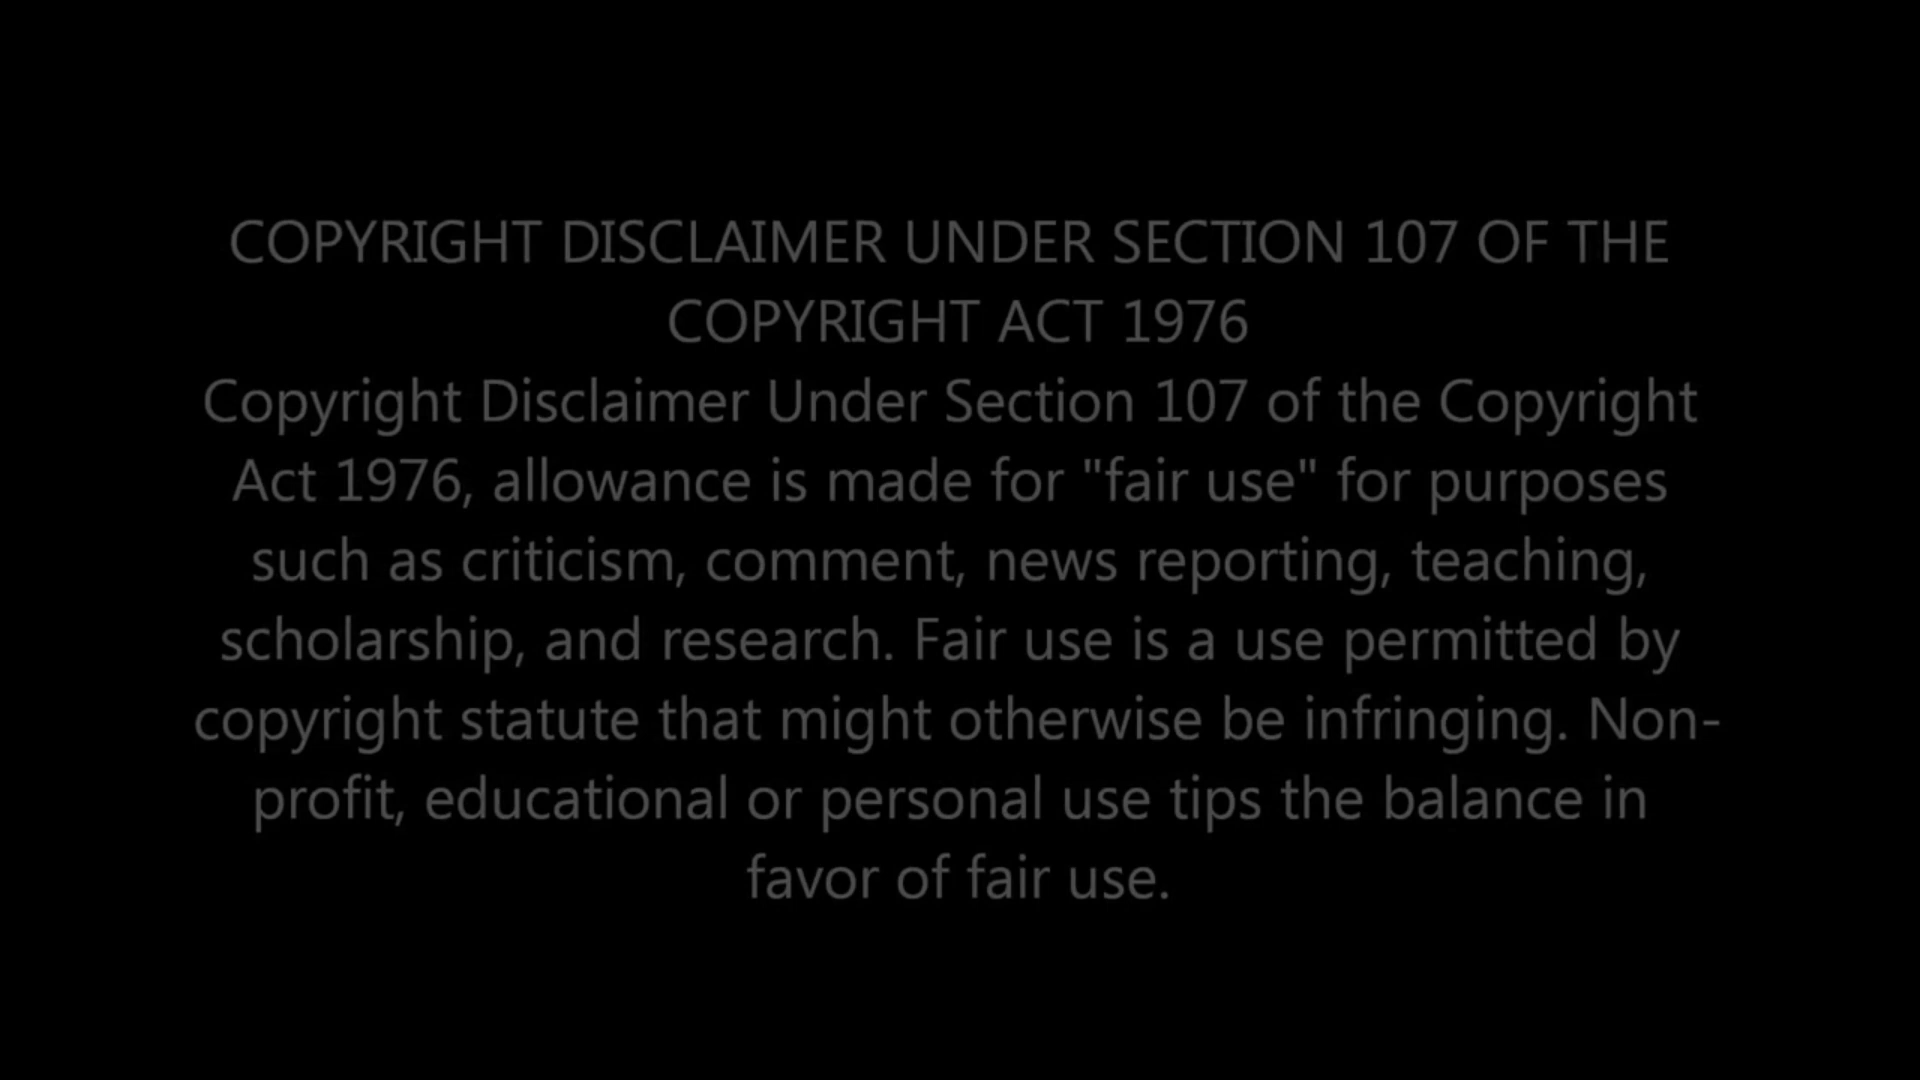 COPYRIGHT DISCLAIMER UNDER SECTION 107 OF THE
COPYRIGHT ACT 1976
Copyright Disclaimer Under Section 107 of the Copyright
Act 1976, allowance is made for "fair use" for purposes
such as criticism, comment, news reporting, teaching,
scholarship, and research. Fair use is a use permitted by
copyright statute that might otherwise be infringing. Non-
profit, educational or personal use tips the balance in
favor of fair use.